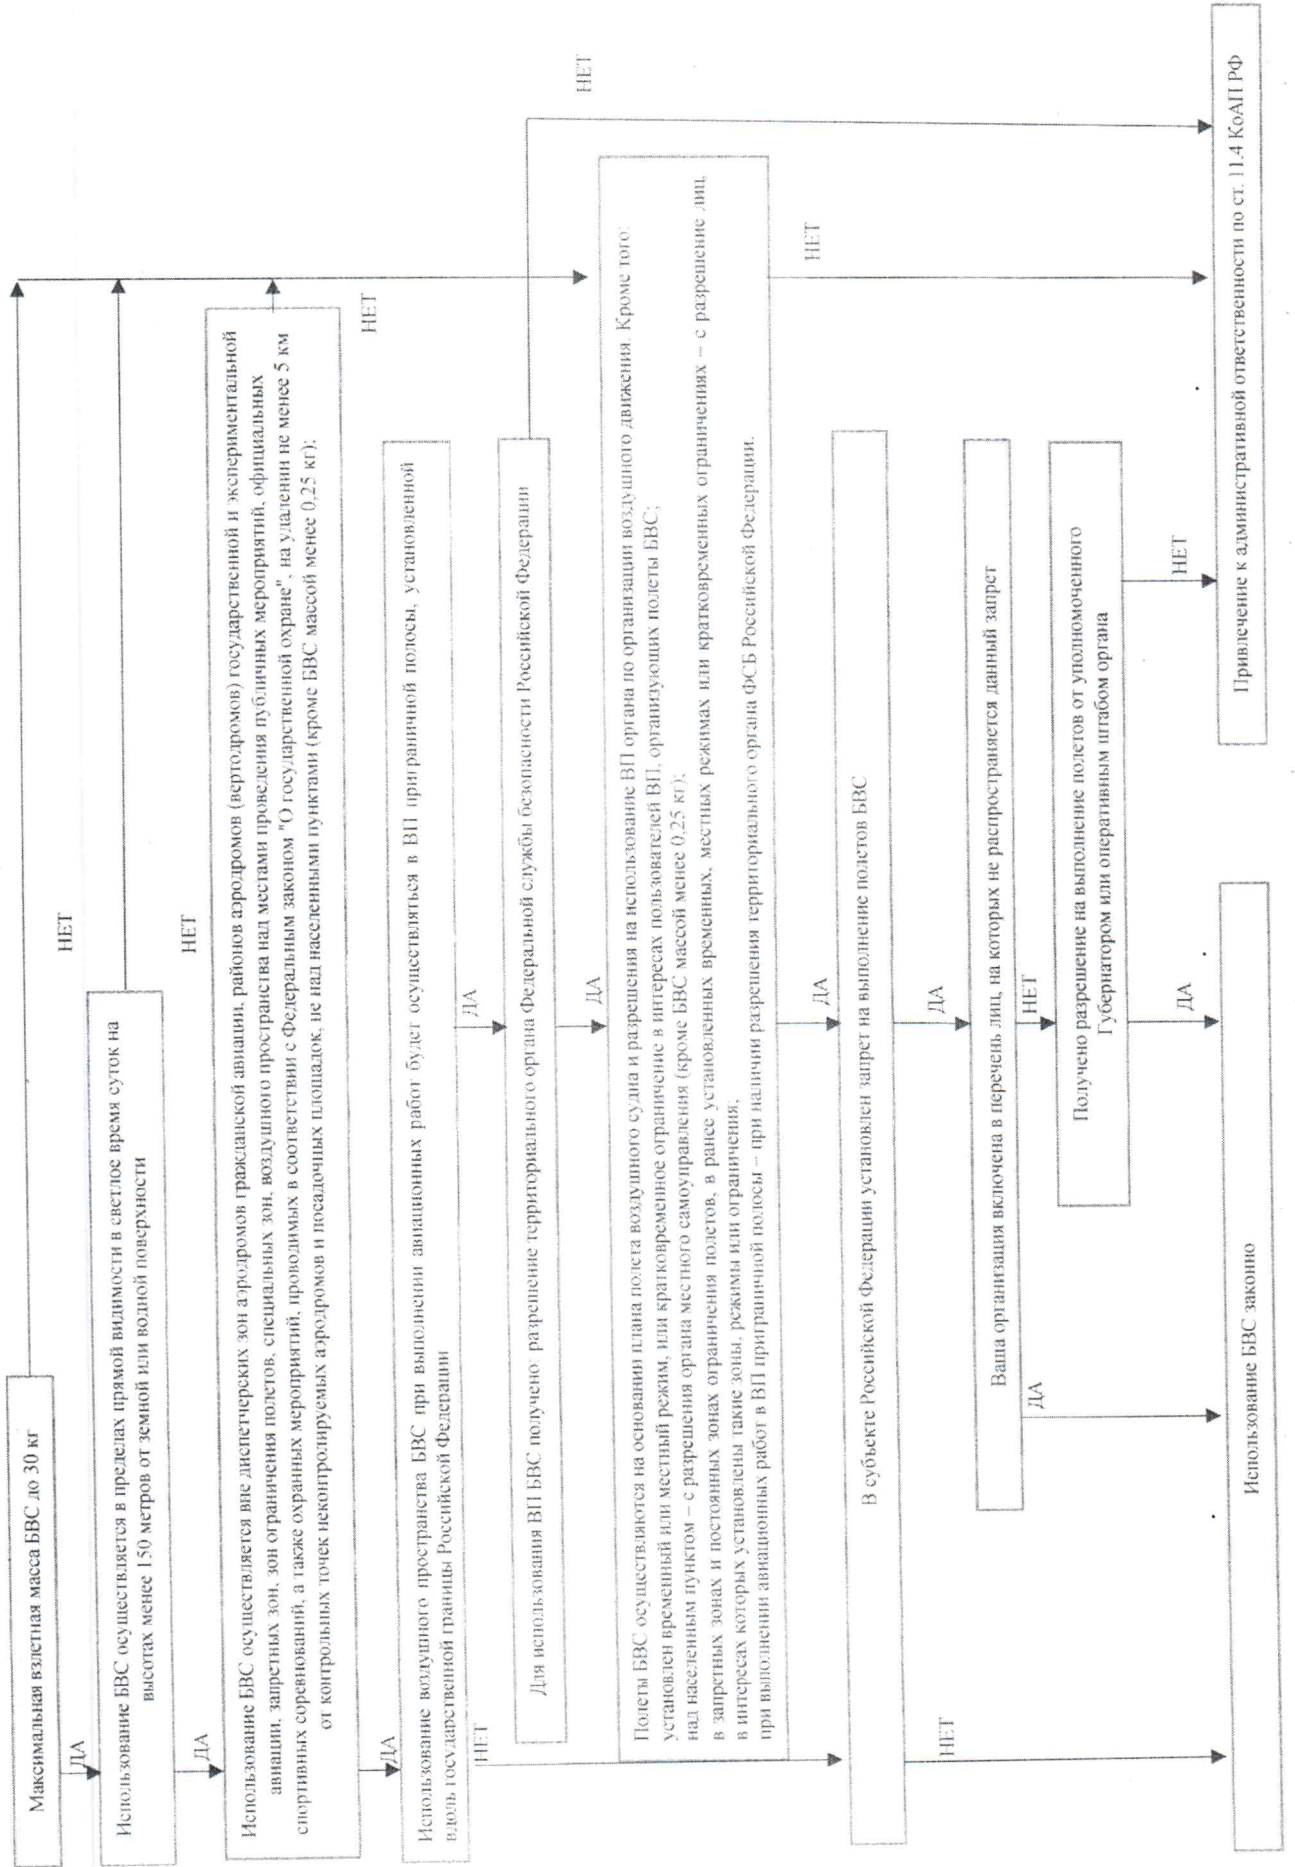 Максимальная взлетная масса БВС до 30 кг
НЕТ
ДА
Использование БВС осуществляется в пределах прямой видимости в светлое время суток на
высотах менее 150 метров от земной или водной поверхности
НЕТ
ДА
Использование БВС осуществляется вне диспетчерских зон аэродромов гражданской авиации, районов аэродромов (вертодромов) государственной и экспериментальной
авиации, запретных зон, зон ограничения полетов, специальных зон, воздушного пространства над местами проведения публичных мероприятий, официальных
спортивных соревнований, а также охранных мероприятий, проводимых в соответствии с Федеральным законом "О государственной охране", на удалении не менее 5 км
от контрольных точек неконтролируемых аэродромов и посадочных площадок, не над населенными пунктами (кроме БВС массой менее 0,25 кг);
НЕТ
ДА
Использование воздушного пространства БВС при выполнении авиационных работ будет осуществляться в ВП приграничной полосы, установленной
вдоль государственной границы Российской Федерации
НЕТ
ДА
Для использования ВП БВС получено разрешение территориального органа Федеральной службы безопасности Российской Федерации
НЕТ
ДА
Полеты БВС осуществляются на основании плана полета воздушного судна и разрешения на использование ВП органа по организации воздушного движения. Кроме того:
установлен временный или местный режим, или кратковременное ограничение в интересах пользователей ВП, организующих полеты БВС;
над населенным пунктом – с разрешения органа местного самоуправления (кроме БВС массой менее 0,25 кг);
в запретных зонах и постоянных зонах ограничения полетов, в ранее установленных временных, местных режимах или кратковременных ограничениях – с разрешение лиц,
в интересах которых установлены такие зоны, режимы или ограничения;
при выполнении авиационных работ в ВП приграничной полосы – при наличии разрешения территориального органа ФСБ Российской Федерации.
НЕТ
ДА
В субъекте Российской Федерации установлен запрет на выполнение полетов БВС
НЕТ
ДА
Ваша организация включена в перечень лиц, на которых не распространяется данный запрет
ДА
НЕТ
Получено разрешение на выполнение полетов от уполномоченного
Губернатором или оперативным штабом органа
ДА
НЕТ
Использование БВС законно
Привлечение к административной ответственности по ст. 11.4 КоАП РФ